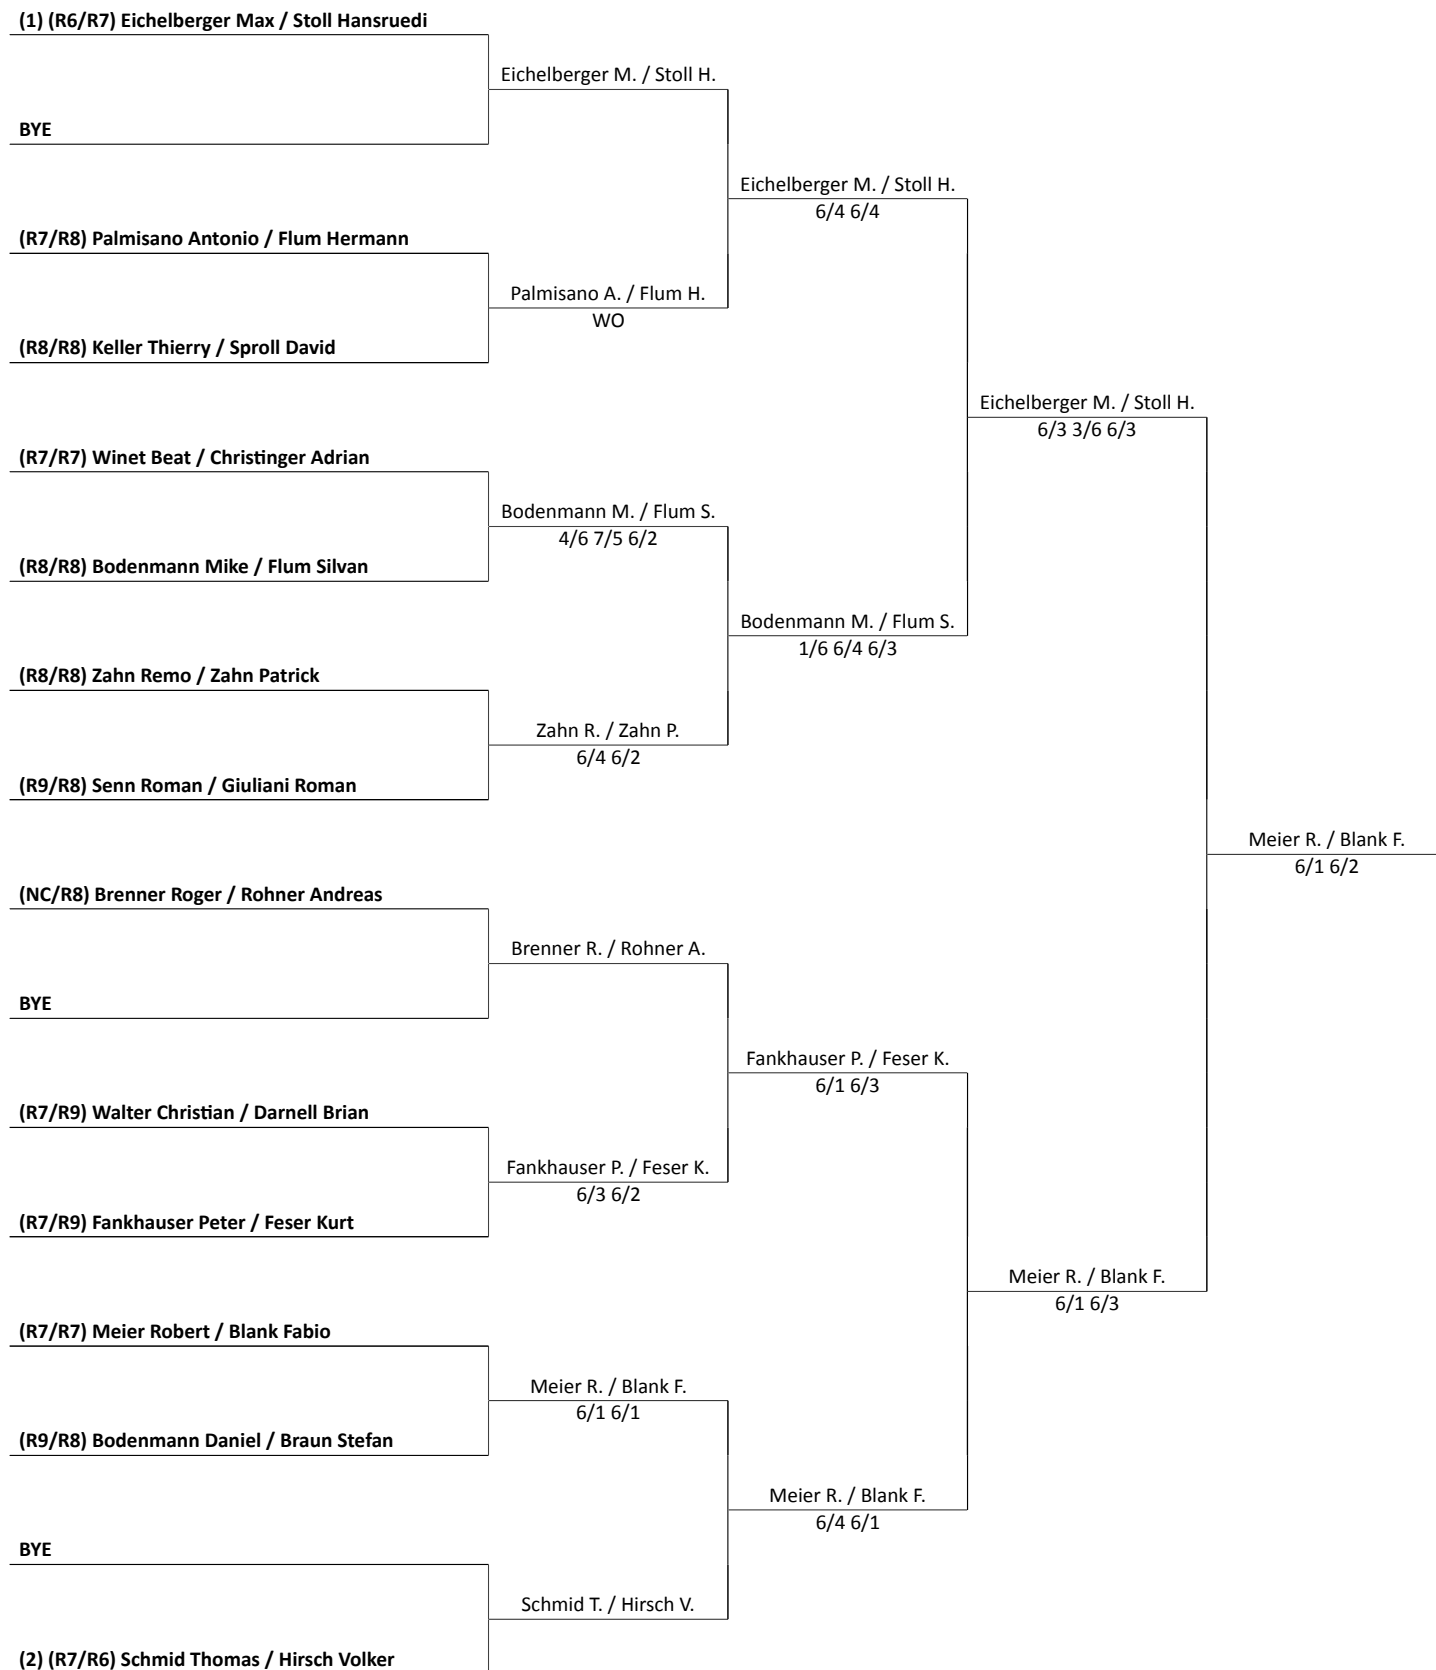 (1) (R6/R7) Eichelberger Max / Stoll Hansruedi
Eichelberger M. / Stoll H.
BYE
Eichelberger M. / Stoll H.
6/4 6/4
(R7/R8) Palmisano Antonio / Flum Hermann
Palmisano A. / Flum H.
WO
(R8/R8) Keller Thierry / Sproll David
Eichelberger M. / Stoll H.
6/3 3/6 6/3
(R7/R7) Winet Beat / Christinger Adrian
Bodenmann M. / Flum S.
4/6 7/5 6/2
(R8/R8) Bodenmann Mike / Flum Silvan
Bodenmann M. / Flum S.
1/6 6/4 6/3
(R8/R8) Zahn Remo / Zahn Patrick
Zahn R. / Zahn P.
6/4 6/2
(R9/R8) Senn Roman / Giuliani Roman
Meier R. / Blank F.
6/1 6/2
(NC/R8) Brenner Roger / Rohner Andreas
Brenner R. / Rohner A.
BYE
Fankhauser P. / Feser K.
6/1 6/3
(R7/R9) Walter Christian / Darnell Brian
Fankhauser P. / Feser K.
6/3 6/2
(R7/R9) Fankhauser Peter / Feser Kurt
Meier R. / Blank F.
6/1 6/3
(R7/R7) Meier Robert / Blank Fabio
Meier R. / Blank F.
6/1 6/1
(R9/R8) Bodenmann Daniel / Braun Stefan
Meier R. / Blank F.
6/4 6/1
BYE
Schmid T. / Hirsch V.
(2) (R7/R6) Schmid Thomas / Hirsch Volker